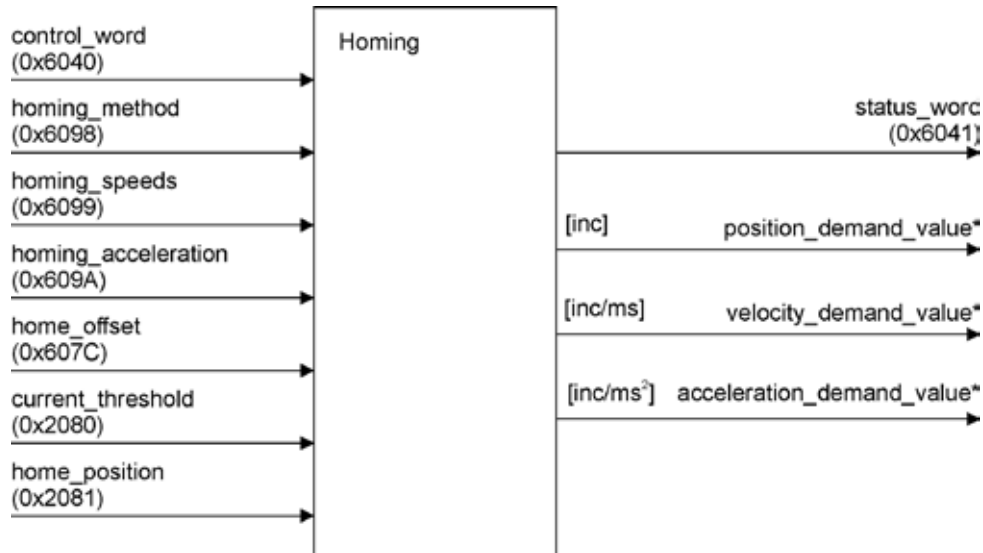 control_word
(0x6040)
homing_method
(0x6098)
homing_speeds
(0x6099)
homing_acceleration
(0x609A)
home_offset
(0x607C)
current_threshold
(0x2080)
home_position
(0x2081)
Homing
status_worc
(0x6041)
[inc] position_demand_value*
[inc/ms] velocity_demand_value*
[inc/ms²] acceleration_demand_value*